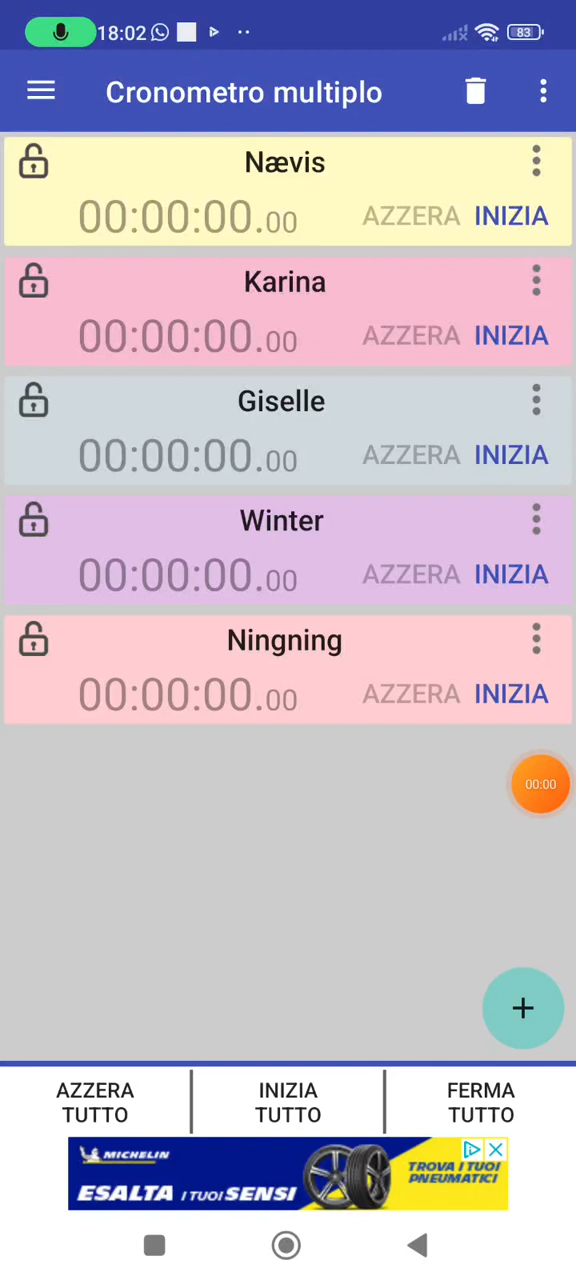 18:02
83
Cronometro multiplo
Nævis
00:00:00.00 AZZERA INIZIA
Karina
00:00:00.00 AZZERA INIZIA
Giselle
00:00:00.00 AZZERA INIZIA
Winter
00:00:00.00 AZZERA INIZIA
Ningning
00:00:00.00 AZZERA INIZIA
00:00
+
AZZERA TUTTO
INIZIA TUTTO
FERMA TUTTO
MICHELIN
ESALTA I TUOI SENSI
TROVA I TUOI
PNEUMATICI